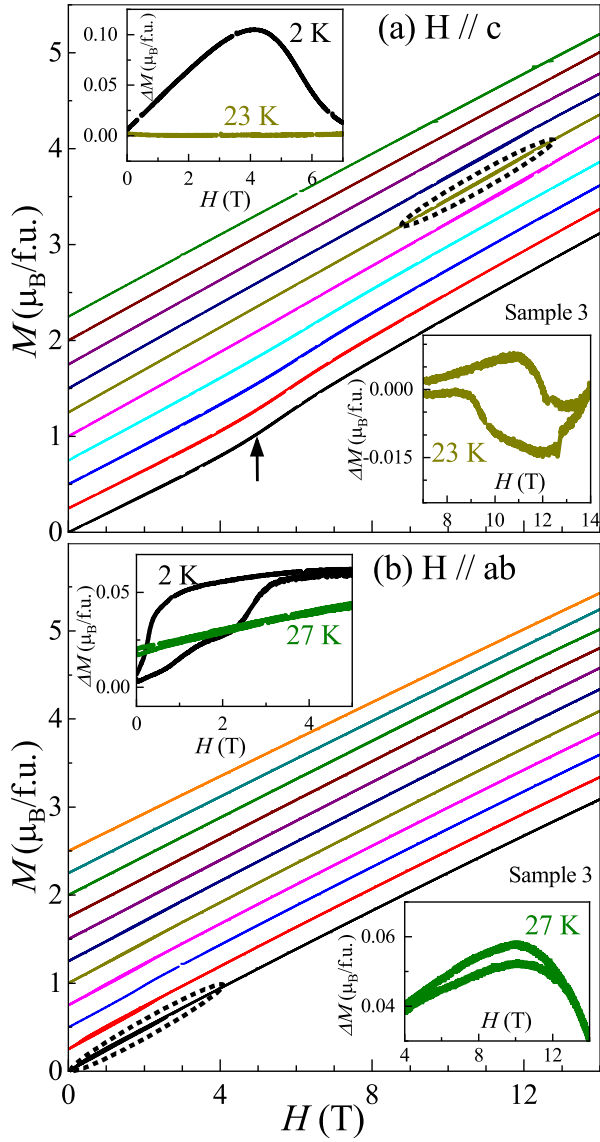 (a) H // c
5
4
3
2
1
0
M (μB/f.u.)
0.10
0.05
0.00
ΔM (μB/f.u.)
2 K
23 K
0 2 4 6
H (T)
Sample 3
0.000
-0.015
ΔM (μB/f.u.)
23 K
H (T)
8 10 12 14
(b) H // ab
5
4
3
2
1
0
M (μB/f.u.)
0.05
0.00
ΔM (μB/f.u.)
2 K
27 K
0 2 4
H (T)
Sample 3
0.06
0.04
ΔM (μB/f.u.)
27 K
H (T)
4 8 12
0 4 8 12
H (T)